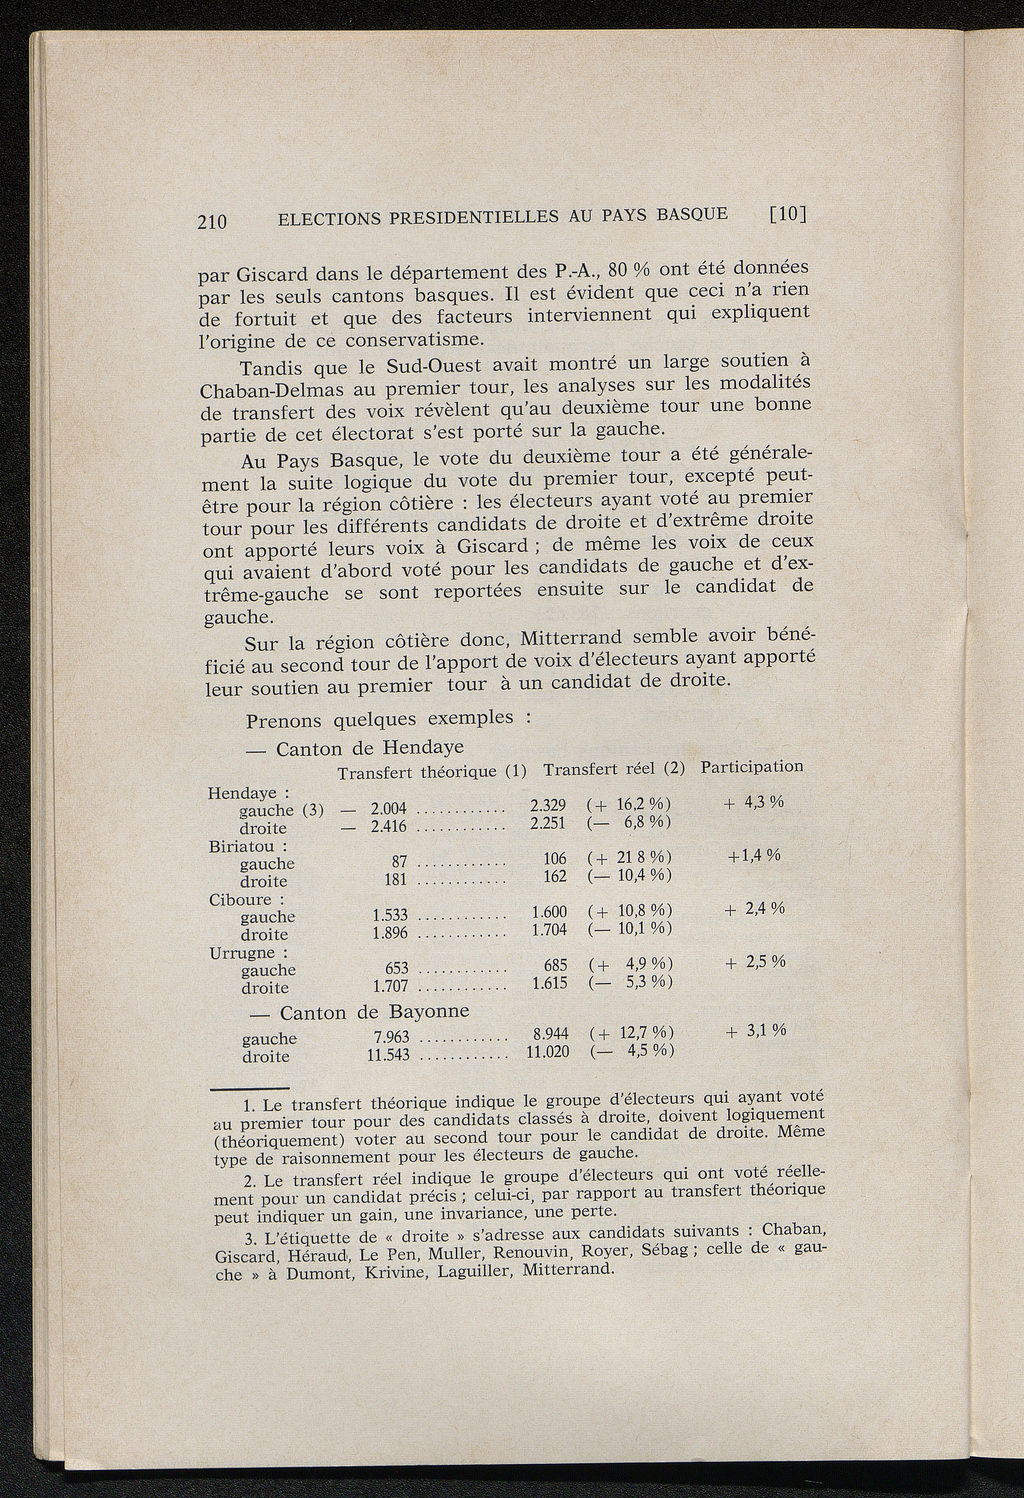 210 ELECTIONS PRESIDENTIELLES AU PAYS BASQUE [10]
par Giscard dans le département des P.-A., 80 % ont été données
par les seuls cantons basques. Il est évident que ceci n'a rien
de fortuit et que des facteurs interviennent qui expliquent
l'origine de ce conservatisme.
Tandis que le Sud-Ouest avait montré un large soutien à
Chaban-Delmas au premier tour, les analyses sur les modalités
de transfert des voix révèlent qu'au deuxième tour une bonne
partie de cet électorat s'est porté sur la gauche.
Au Pays Basque, le vote du deuxième tour a été générale-
ment la suite logique du vote du premier tour, excepté peut-
être pour la région côtière : les électeurs ayant voté au premier
tour pour les différents candidats de droite et d'extrême droite
ont apporté leurs voix à Giscard ; de même les voix de ceux
qui avaient d'abord voté pour les candidats de gauche et d'ex-
trême-gauche se sont reportées ensuite sur le candidat de
gauche.
Sur la région côtière donc, Mitterrand semble avoir béné-
ficié au second tour de l'apport de voix d'électeurs ayant apporté
leur soutien au premier tour à un candidat de droite.
Prenons quelques exemples :
— Canton de Hendaye
Transfert théorique (1) Transfert réel (2) Participation
Hendaye :
gauche (3) — 2.004 ............ 2.329 (+ 16,2 %) + 4,3 %
droite — 2.416 ............ 2.251 (— 6,8 %)
Biriatou :
gauche 87 ............ 106 (+ 21 8 %) +1,4 %
droite 181 ............ 162 (— 10,4 %)
Ciboure :
gauche 1.533 ............ 1.600 (+ 10,8 %) + 2,4 %
droite 1.896 ............ 1.704 (— 10,1 %)
Urrugne :
gauche 653 ............ 685 (+ 4,9 %) + 2,5 %
droite 1.707 ............ 1.615 (— 5,3 %)
— Canton de Bayonne
gauche 7.963 ............ 8.944 (+ 12,7 %) + 3,1 %
droite 11.543 ............ 11.020 (— 4,5 %)
1. Le transfert théorique indique le groupe d'électeurs qui ayant voté
au premier tour pour des candidats classés à droite, doivent logiquement
(théoriquement) voter au second tour pour le candidat de droite. Même
type de raisonnement pour les électeurs de gauche.
2. Le transfert réel indique le groupe d'électeurs qui ont voté réelle-
ment pour un candidat précis ; celui-ci, par rapport au transfert théorique
peut indiquer un gain, une invariance, une perte.
3. L'étiquette de « droite » s'adresse aux candidats suivants : Chaban,
Giscard, Héraud, Le Pen, Muller, Renouvin, Royer, Sébag ; celle de « gau-
che » à Dumont, Krivine, Laguiller, Mitterrand.